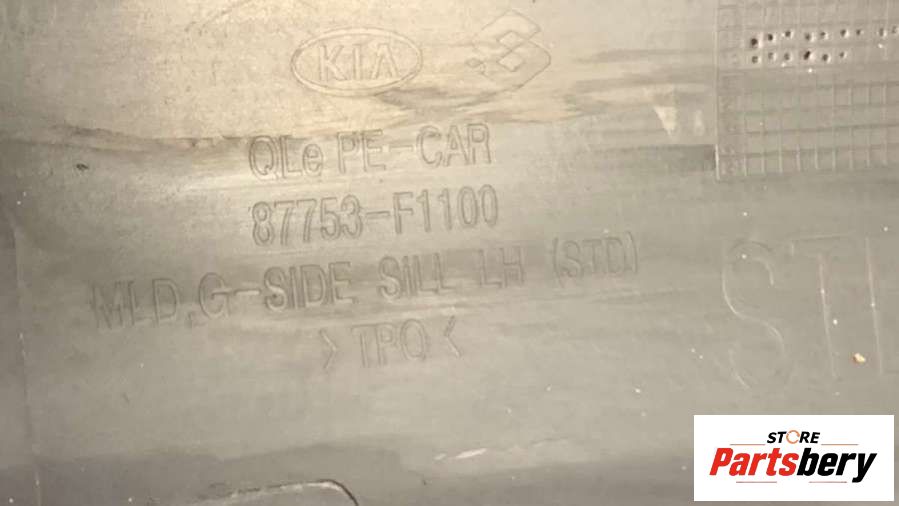 KIA
QLe PE-CAR
87753-F1100
MLD,G-SIDE SILL LH (STD)
>TPO<
STORE
Partsbery